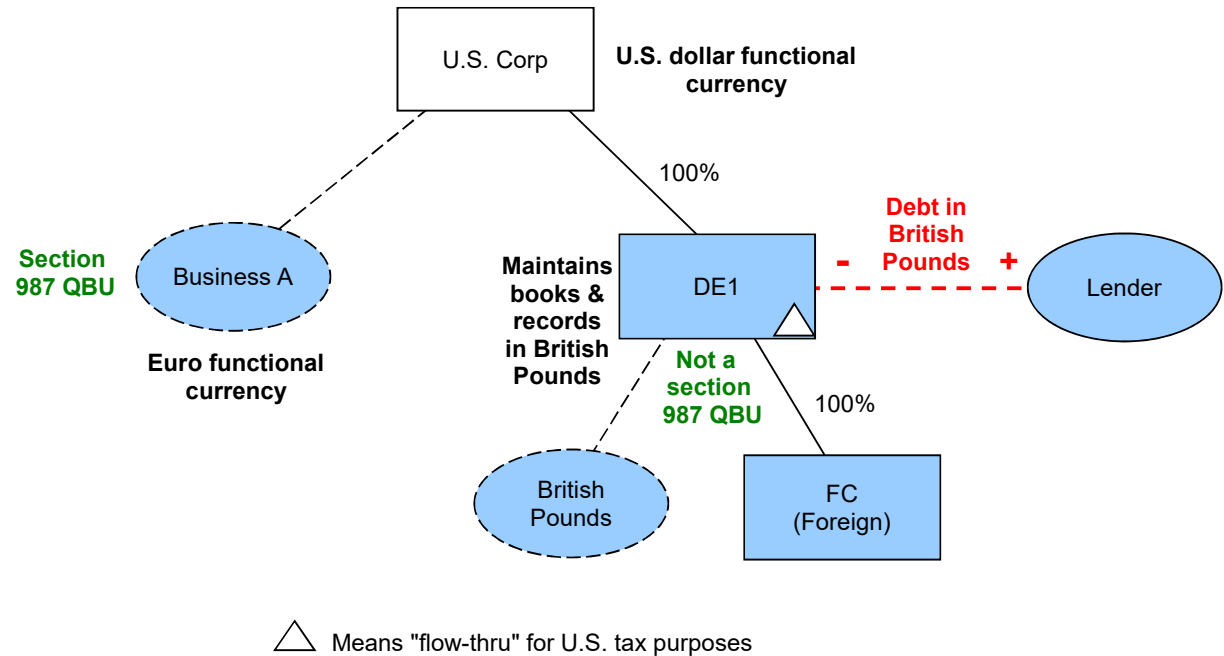 U.S. Corp
U.S. dollar functional
currency
100%
Section
987 QBU
Business A
Euro functional
currency
Maintains
books &
records
in British
Pounds
DE1
Debt in
British
Pounds
- +
Lender
Not a
section
987 QBU
100%
British
Pounds
FC
(Foreign)
Means "flow-thru" for U.S. tax purposes